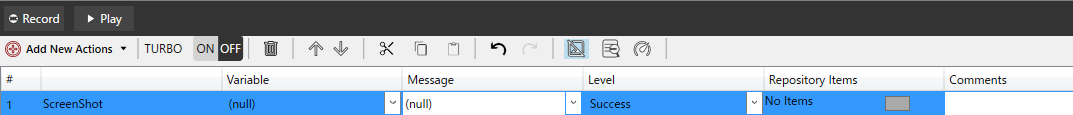 Record Play
Add New Actions TURBO ON OFF
# Variable Message Level Repository Items Comments
1 ScreenShot (null) (null) Success No Items